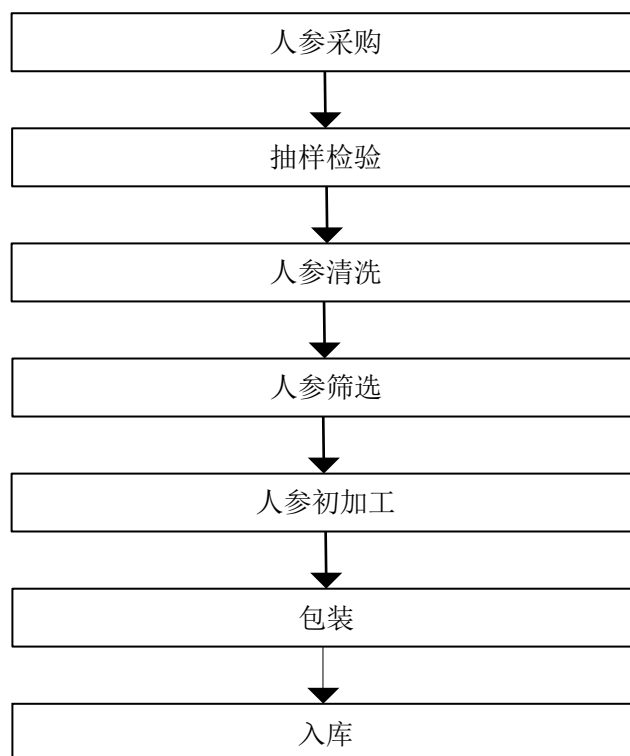 人参采购
抽样检验
人参清洗
人参筛选
人参初加工
包装
入库